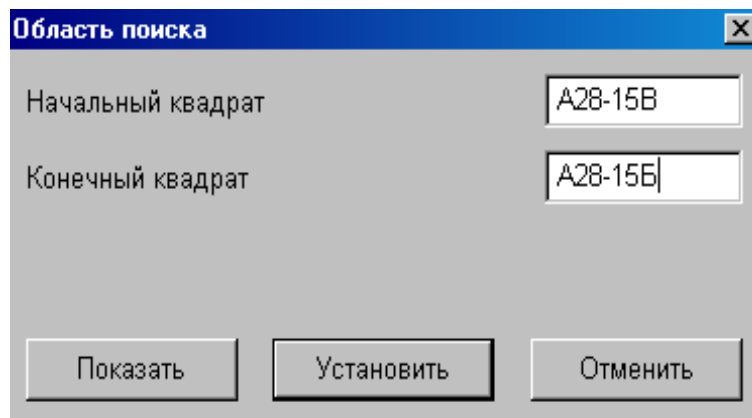 Область поиска
Начальный квадрат А28-15В
Конечный квадрат А28-15Б
Показать Установить Отменить